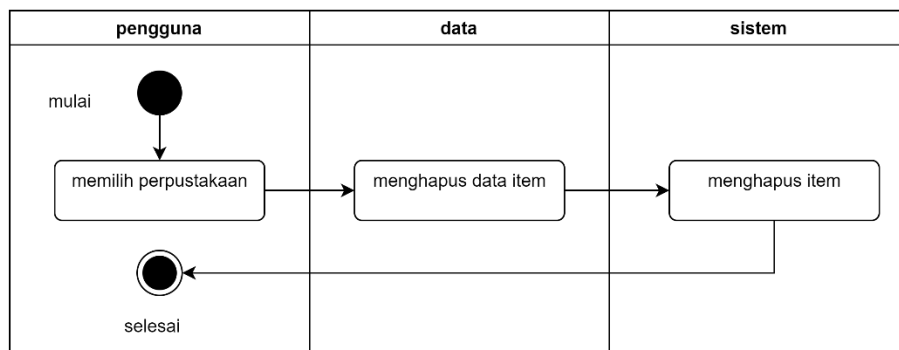 pengguna
data
sistem
mulai
memilih perpustakaan
menghapus data item
menghapus item
selesai